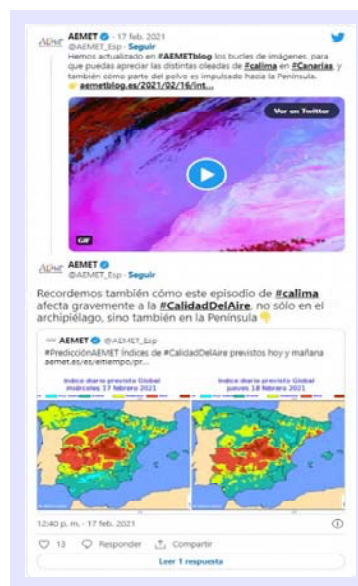 AEMET · 17 feb. 2021
@AEMET_Esp · Seguir
Hemos actualizado en #AEMETblog los bucles de imágenes, para
que puedas apreciar las distintas oleadas de #calima en #Canarias, y
también cómo parte del polvo es impulsado hacia la Península.
👉 aemetblog.es/2021/02/16/int...
Ver en Twitter
GIF
AEMET
@AEMET_Esp · Seguir
Recordemos también cómo este episodio de #calima
afecta gravemente a la #CalidadDelAire, no sólo en el
archipiélago, sino también en la Península 👇
AEMET @AEMET_Esp
#PredicciónAEMET Índices de #CalidadDelAire previstos hoy y mañana
aemet.es/es/eltiempo/pr...
Indice diario previsto Global
miércoles 17 febrero 2021
Indice diario previsto Global
jueves 18 febrero 2021
12:40 p. m. · 17 feb. 2021
13 Responder Compartir
Leer 1 respuesta